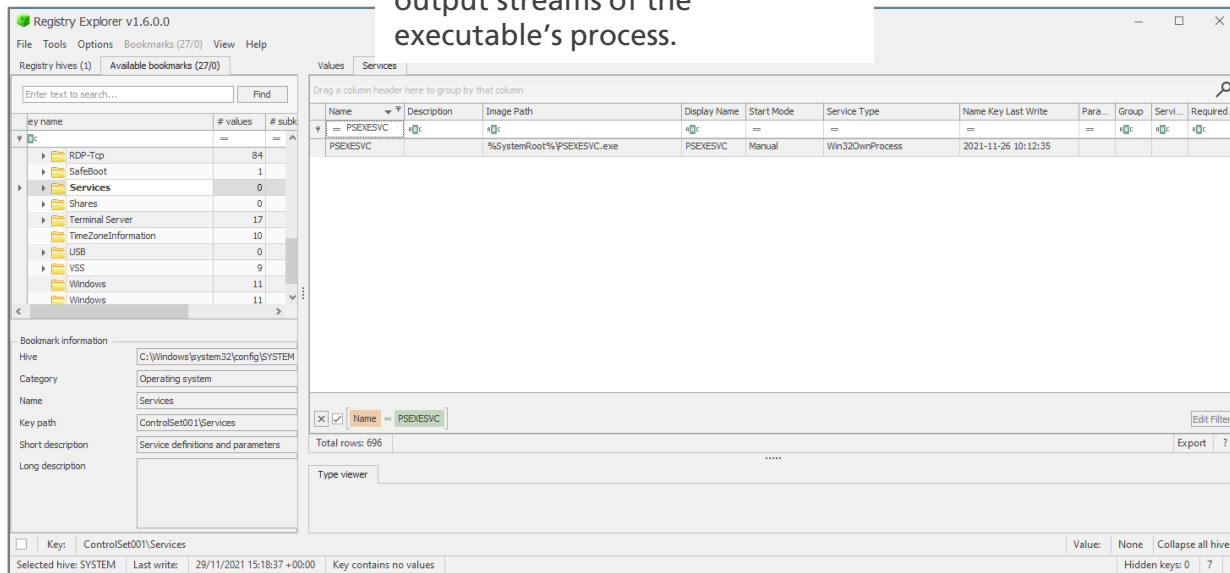 output streams of the
executable's process.
Registry Explorer v1.6.0.0
File Tools Options Bookmarks (27/0) View Help
Registry hives (1) Available bookmarks (27/0)
Enter text to search... Find
ey name # values # subk
= =
RDP-Tcp 84
SafeBoot 1
Services 0
Shares 0
Terminal Server 17
TimeZoneInformation 10
USB 0
VSS 9
Windows 11
Windows 11
Bookmark information
Hive C:\Windows\system32\config\SYSTEM
Category Operating system
Name Services
Key path ControlSet001\Services
Short description Service definitions and parameters
Long description
Values Services
Drag a column header here to group by that column
Name Description Image Path Display Name Start Mode Service Type Name Key Last Write Para... Group Servi... Required...
= PSEXESVC = = = =
PSEXESVC %SystemRoot%\PSEXESVC.exe PSEXESVC Manual Win32OwnProcess 2021-11-26 10:12:35
Name = PSEXESVC Edit Filter
Total rows: 696 Export ?
Type viewer
Key: ControlSet001\Services Value: None Collapse all hive
Selected hive: SYSTEM Last write: 29/11/2021 15:18:37 +00:00 Key contains no values Hidden keys: 0 7